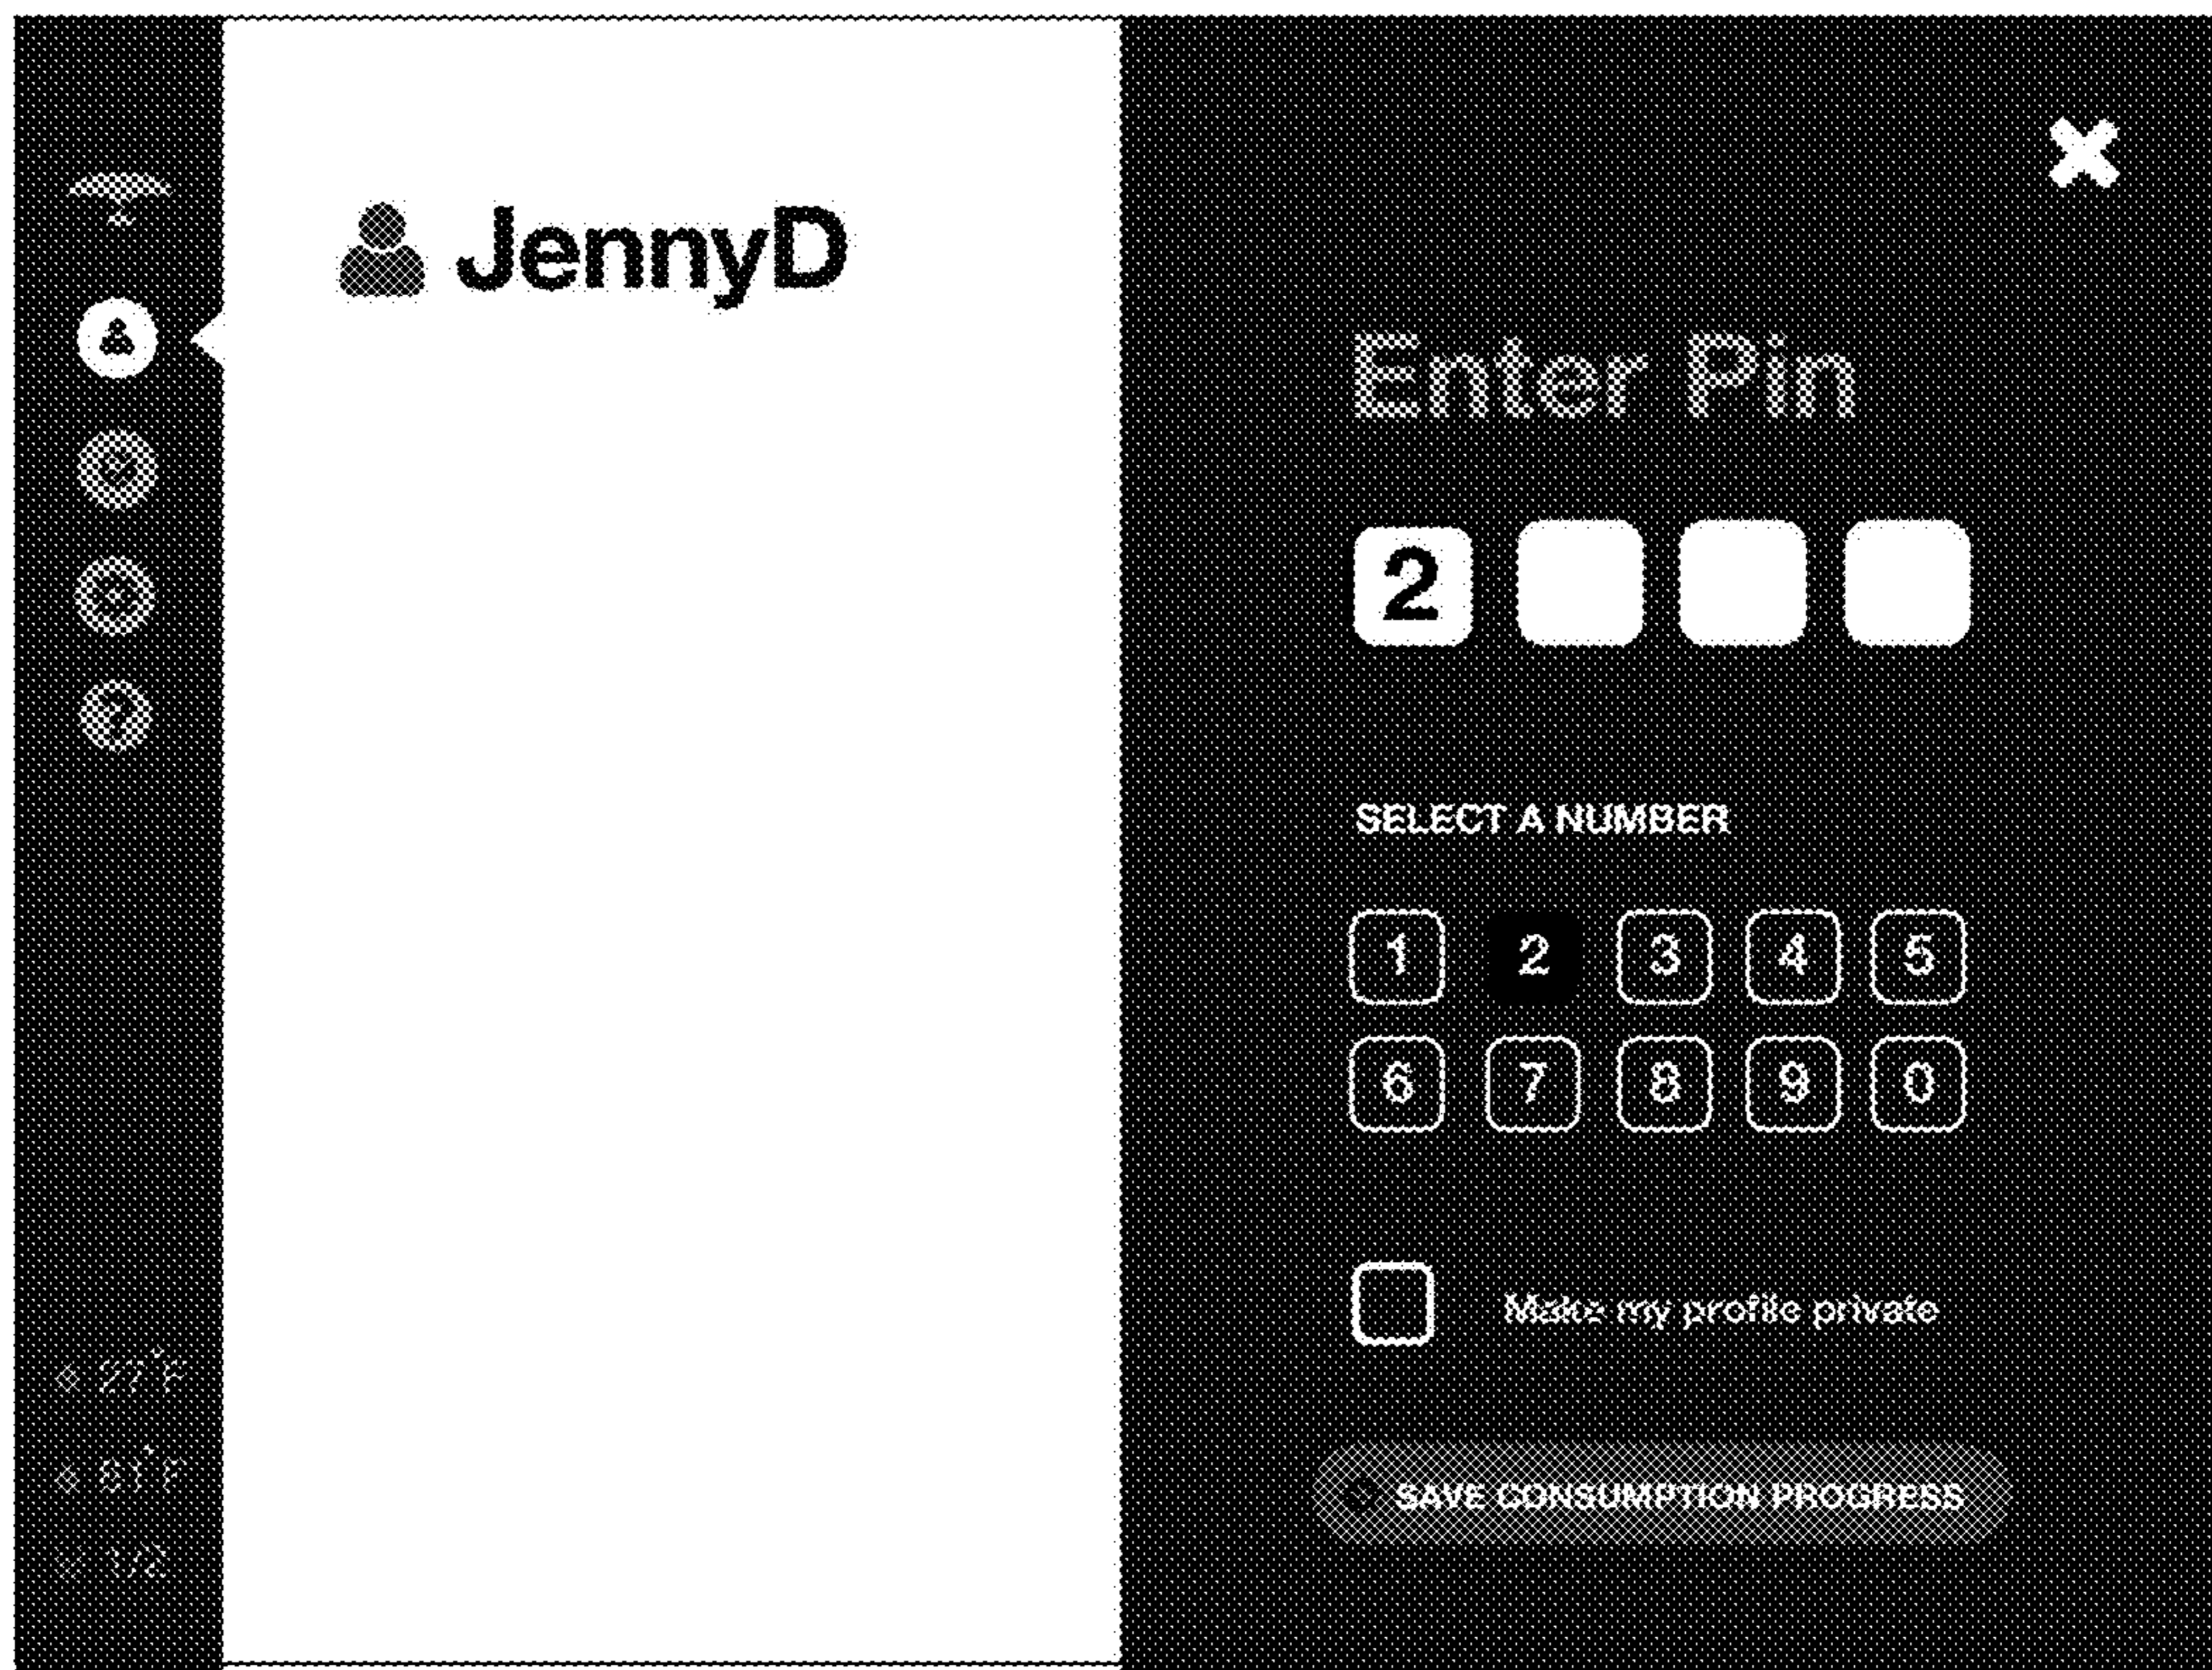 JennyD
Enter Pin
2
SELECT A NUMBER
1 2 3 4 5
6 7 8 9 0
Make my profile private
SAVE CONSUMPTION PROGRESS
?